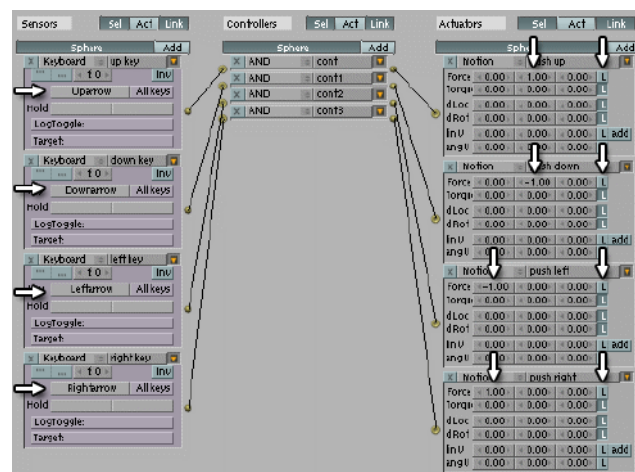 Sensors Sel Act Link
Sphere Add
X Keyboard up key
f:0 Inv
Uparrow All keys
Hold
LogToggle:
Target:
X Keyboard down key
f:0 Inv
Downarrow All keys
Hold
LogToggle:
Target:
X Keyboard left key
f:0 Inv
Leftarrow All keys
Hold
LogToggle:
Target:
X Keyboard right key
f:0 Inv
Rightarrow All keys
Hold
LogToggle:
Target:
Controllers Sel Act Link
Sphere Add
X AND cont
X AND cont1
X AND cont2
X AND cont3
Actuators Sel Act Link
Add
X Motion push up
Force 0.00 1.00 0.00 L
Torque 0.00 0.00 0.00 L
dLoc 0.00 0.00 0.00 L
dRot 0.00 0.00 0.00 L
linV 0.00 0.00 0.00 L add
angV 0.00 0.00 0.00 L
X Motion push down
Force 0.00 -1.00 0.00 L
Torque 0.00 0.00 0.00 L
dLoc 0.00 0.00 0.00 L
dRot 0.00 0.00 0.00 L
linV 0.00 0.00 0.00 L add
angV 0.00 0.00 0.00
X Motion push left
Force -1.00 0.00 0.00 L
Torque 0.00 0.00 0.00 L
dLoc 0.00 0.00 0.00 L
dRot 0.00 0.00 0.00 L
linV 0.00 0.00 0.00 L add
angV 0.00 0.00 0.00 L
X Motion push right
Force 1.00 0.00 0.00 L
Torque 0.00 0.00 0.00 L
dLoc 0.00 0.00 0.00 L
dRot 0.00 0.00 0.00 L
linV 0.00 0.00 0.00 L add
angV 0.00 0.00 0.00 L